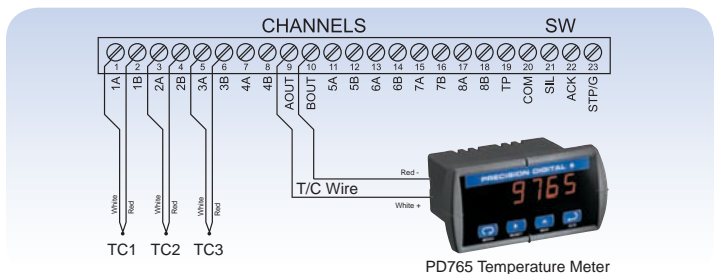 CHANNELS SW
1 2 3 4 5 6 7 8 9 10 11 12 13 14 15 16 17 18 19 20 21 22 23
1A 1B 2A 2B 3A 3B 4A 4B AOUT BOUT 5A 5B 6A 6B 7A 7B 8A 8B TP COM SIL ACK STP/G
Red -
T/C Wire
White +
PRECISION DIGITAL
9765
White Red White Red White Red
TC1 TC2 TC3
PD765 Temperature Meter